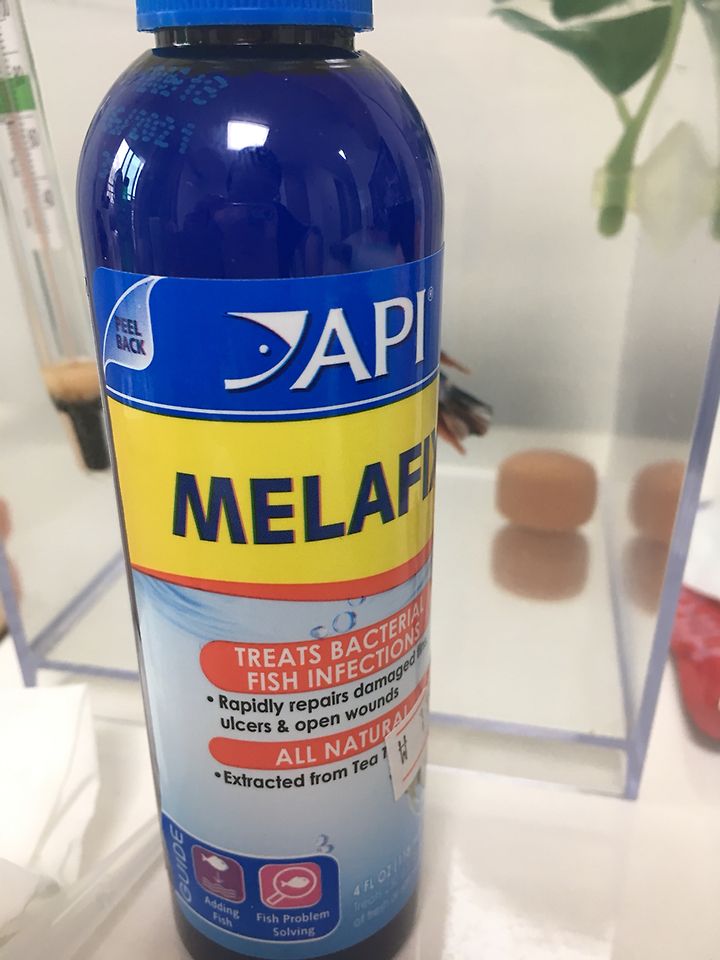 PEEL
BACK
API®
MELAFIX
TREATS BACTERIAL
FISH INFECTIONS
• Rapidly repairs damaged
ulcers & open wounds
ALL NATURAL
• Extracted from Tea
GUIDE
Adding
Fish
Fish Problem
Solving
4 FL OZ